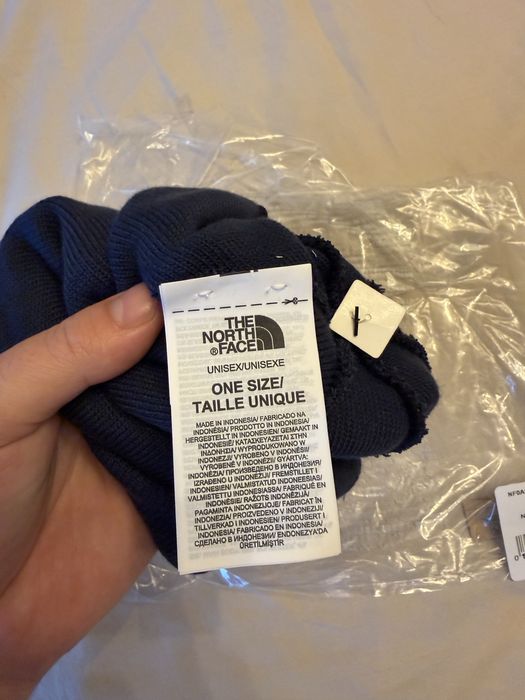 THE
NORTH
®FACE
UNISEX/UNISEXE
ONE SIZE/
TAILLE UNIQUE
MADE IN INDONESIA/ FABRICADO NA
INDONÉSIA/ PRODOTTO IN INDONESIA/
HERGESTELLT IN INDONESIEN/ GEMAAKT IN
INDONESIË/ ΚΑΤΑΣΚΕΥΑΖΕΤΑΙ ΣΤΗΝ
ΙΝΔΟΝΗΣΙΑ/ WYPRODUKOWANO W
INDONEZJI/ VYROBENO V INDONÉSII/
VYROBENÉ V INDONÉZII/ GYÁRTVA:
INDONÉZIA/ ПРОИЗВЕДЕНО В ИНДОНЕЗИЯ/
IZRAĐENO U INDONEZIJI/ FREMSTILLET I
INDONESIEN/ VALMISTATUD INDONEESIAS/
VALMISTETTU INDONESIASSA/ FABRIQUÉ EN
INDONÉSIE/ RAŽOTS INDONĒZIJĀ/
PAGAMINTA INDONEZIJOJE/ FABRICAT ÎN
INDONEZIA/ PROIZVEDENO V INDONEZIJI/
TILLVERKAD I INDONESIEN/ PRODUSERT I
INDONESIA/ FABRICADO EN INDONESIA/
СДЕЛАНО В ИНДОНЕЗИИ/ ENDONEZYA'DA
ÜRETİLMİŞTİR
NF0A